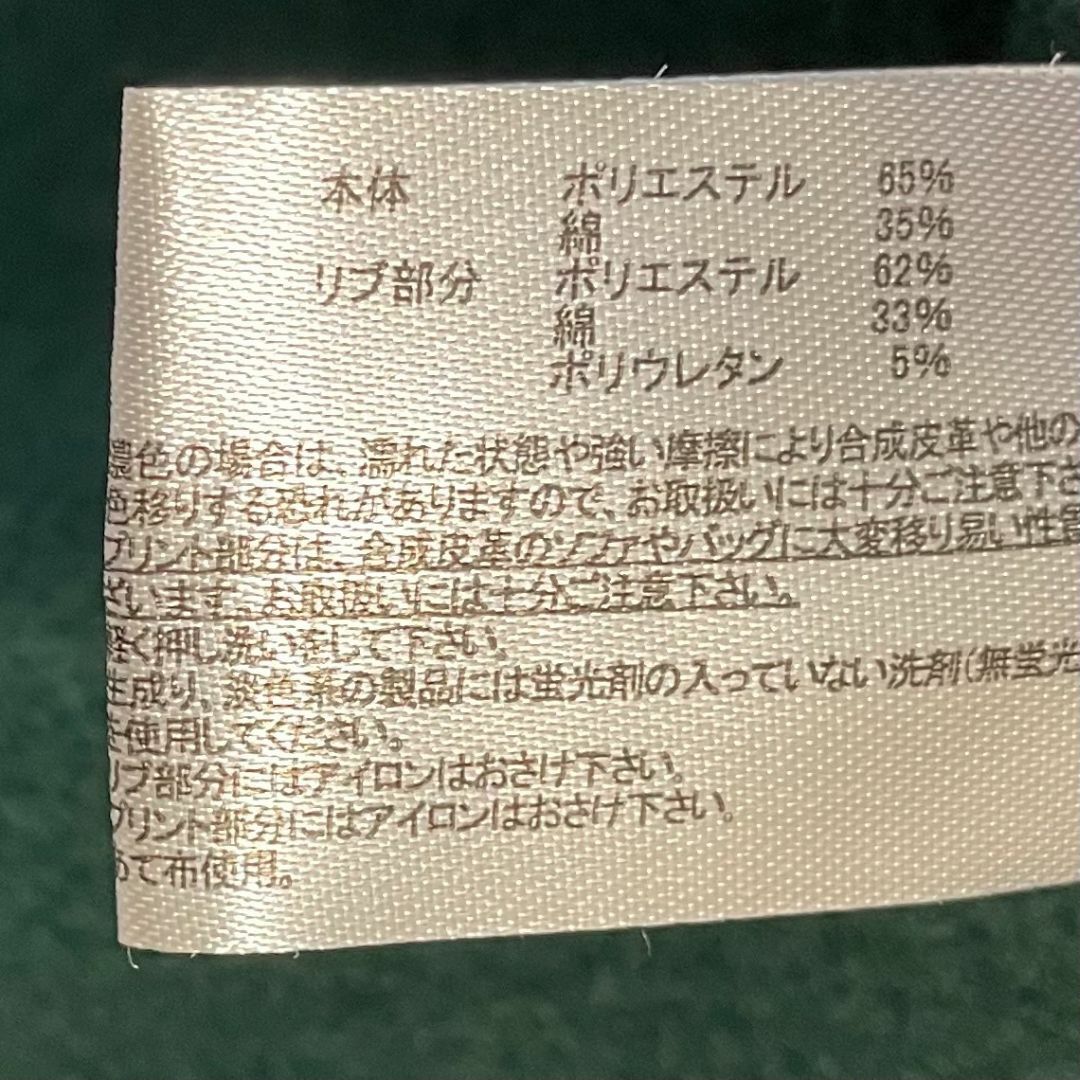 本体 ポリエステル 65%
綿 35%
リブ部分 ポリエステル 62%
綿 33%
ポリウレタン 5%
濃色の場合は、濡れた状態や強い摩擦により合成皮革や他の
色移りする恐れがありますので、お取扱いには十分ご注意下さ
プリント部分は、合成皮革のソファやバッグに大変移り易い性質
ざいます。お取扱いには十分ご注意下さい。
軽く押し洗いをして下さい。
生成り、淡色系の製品には蛍光剤の入っていない洗剤(無蛍光
使用してください。
リブ部分にはアイロンはおさけ下さい。
プリント部分にはアイロンはおさけ下さい。
あて布使用。